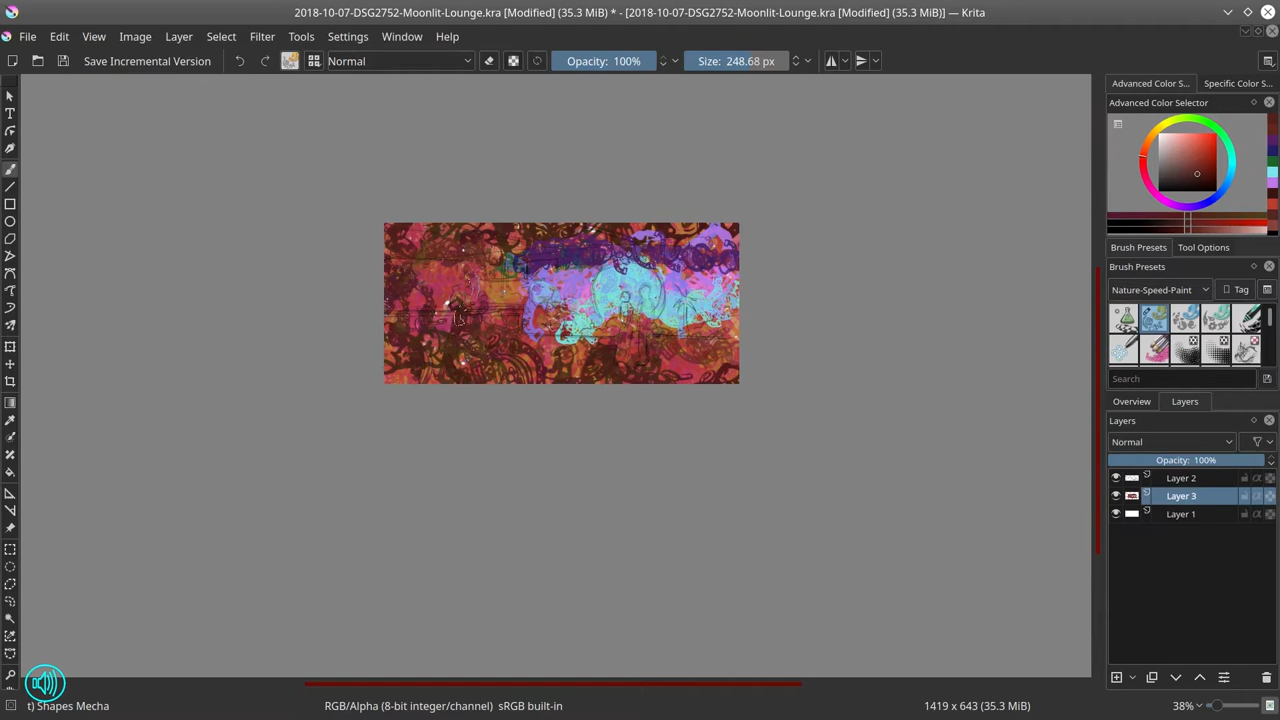 2018-10-07-DSG2752-Moonlit-Lounge.kra [Modified] (35.3 MiB) * - [2018-10-07-DSG2752-Moonlit-Lounge.kra [Modified] (35.3 MiB)] - Krita
File Edit View Image Layer Select Filter Tools Settings Window Help
Save Incremental Version Normal Opacity: 100% Size: 248.68 px
Advanced Color S... Specific Color S...
Advanced Color Selector
Brush Presets Tool Options
Brush Presets
Nature-Speed-Paint Tag
Search
Overview Layers
Layers
Normal
Opacity: 100%
Layer 2
Layer 3
Layer 1
t) Shapes Mecha RGB/Alpha (8-bit integer/channel) sRGB built-in 1419 x 643 (35.3 MiB) 38%